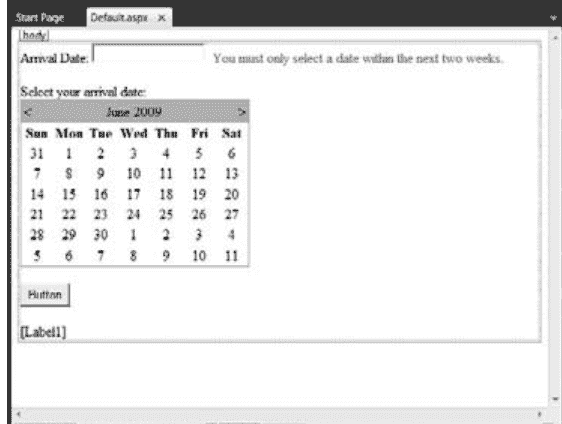 Start Page Default.aspx ×
body
Arrival Date: You must only select a date within the next two weeks.
Select your arrival date:
< June 2009 >
Sun Mon Tue Wed Thu Fri Sat
31 1 2 3 4 5 6
7 8 9 10 11 12 13
14 15 16 17 18 19 20
21 22 23 24 25 26 27
28 29 30 1 2 3 4
5 6 7 8 9 10 11
Button
[Label1]